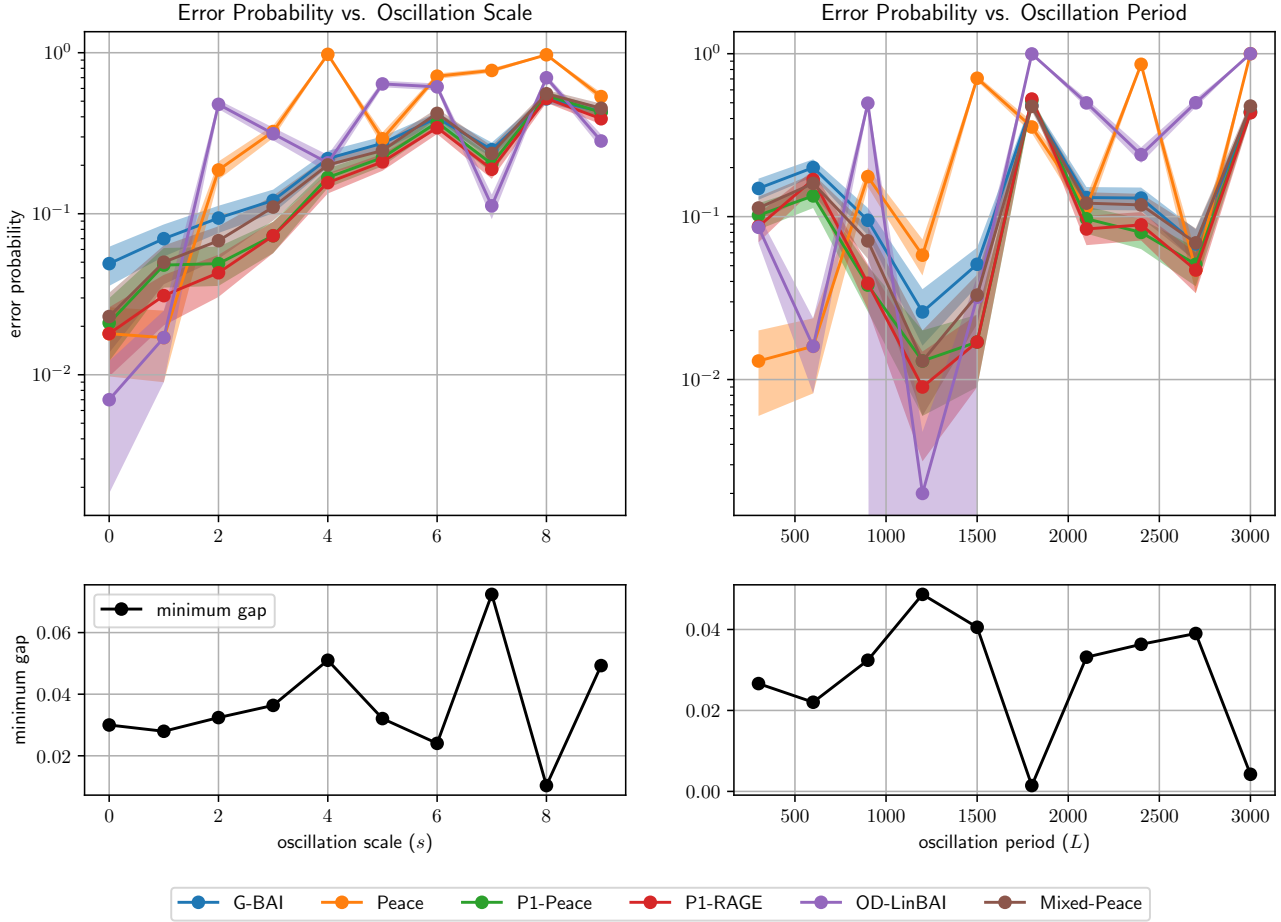 Error Probability vs. Oscillation Scale
Error Probability vs. Oscillation Period
error probability
10^0
10^-1
10^-2
0 2 4 6 8
10^0
10^-1
10^-2
500 1000 1500 2000 2500 3000
minimum gap
minimum gap
0.06
0.04
0.02
0 2 4 6 8
oscillation scale (s)
0.04
0.02
0.00
500 1000 1500 2000 2500 3000
oscillation period (L)
G-BAI Peace P1-Peace P1-RAGE OD-LinBAI Mixed-Peace